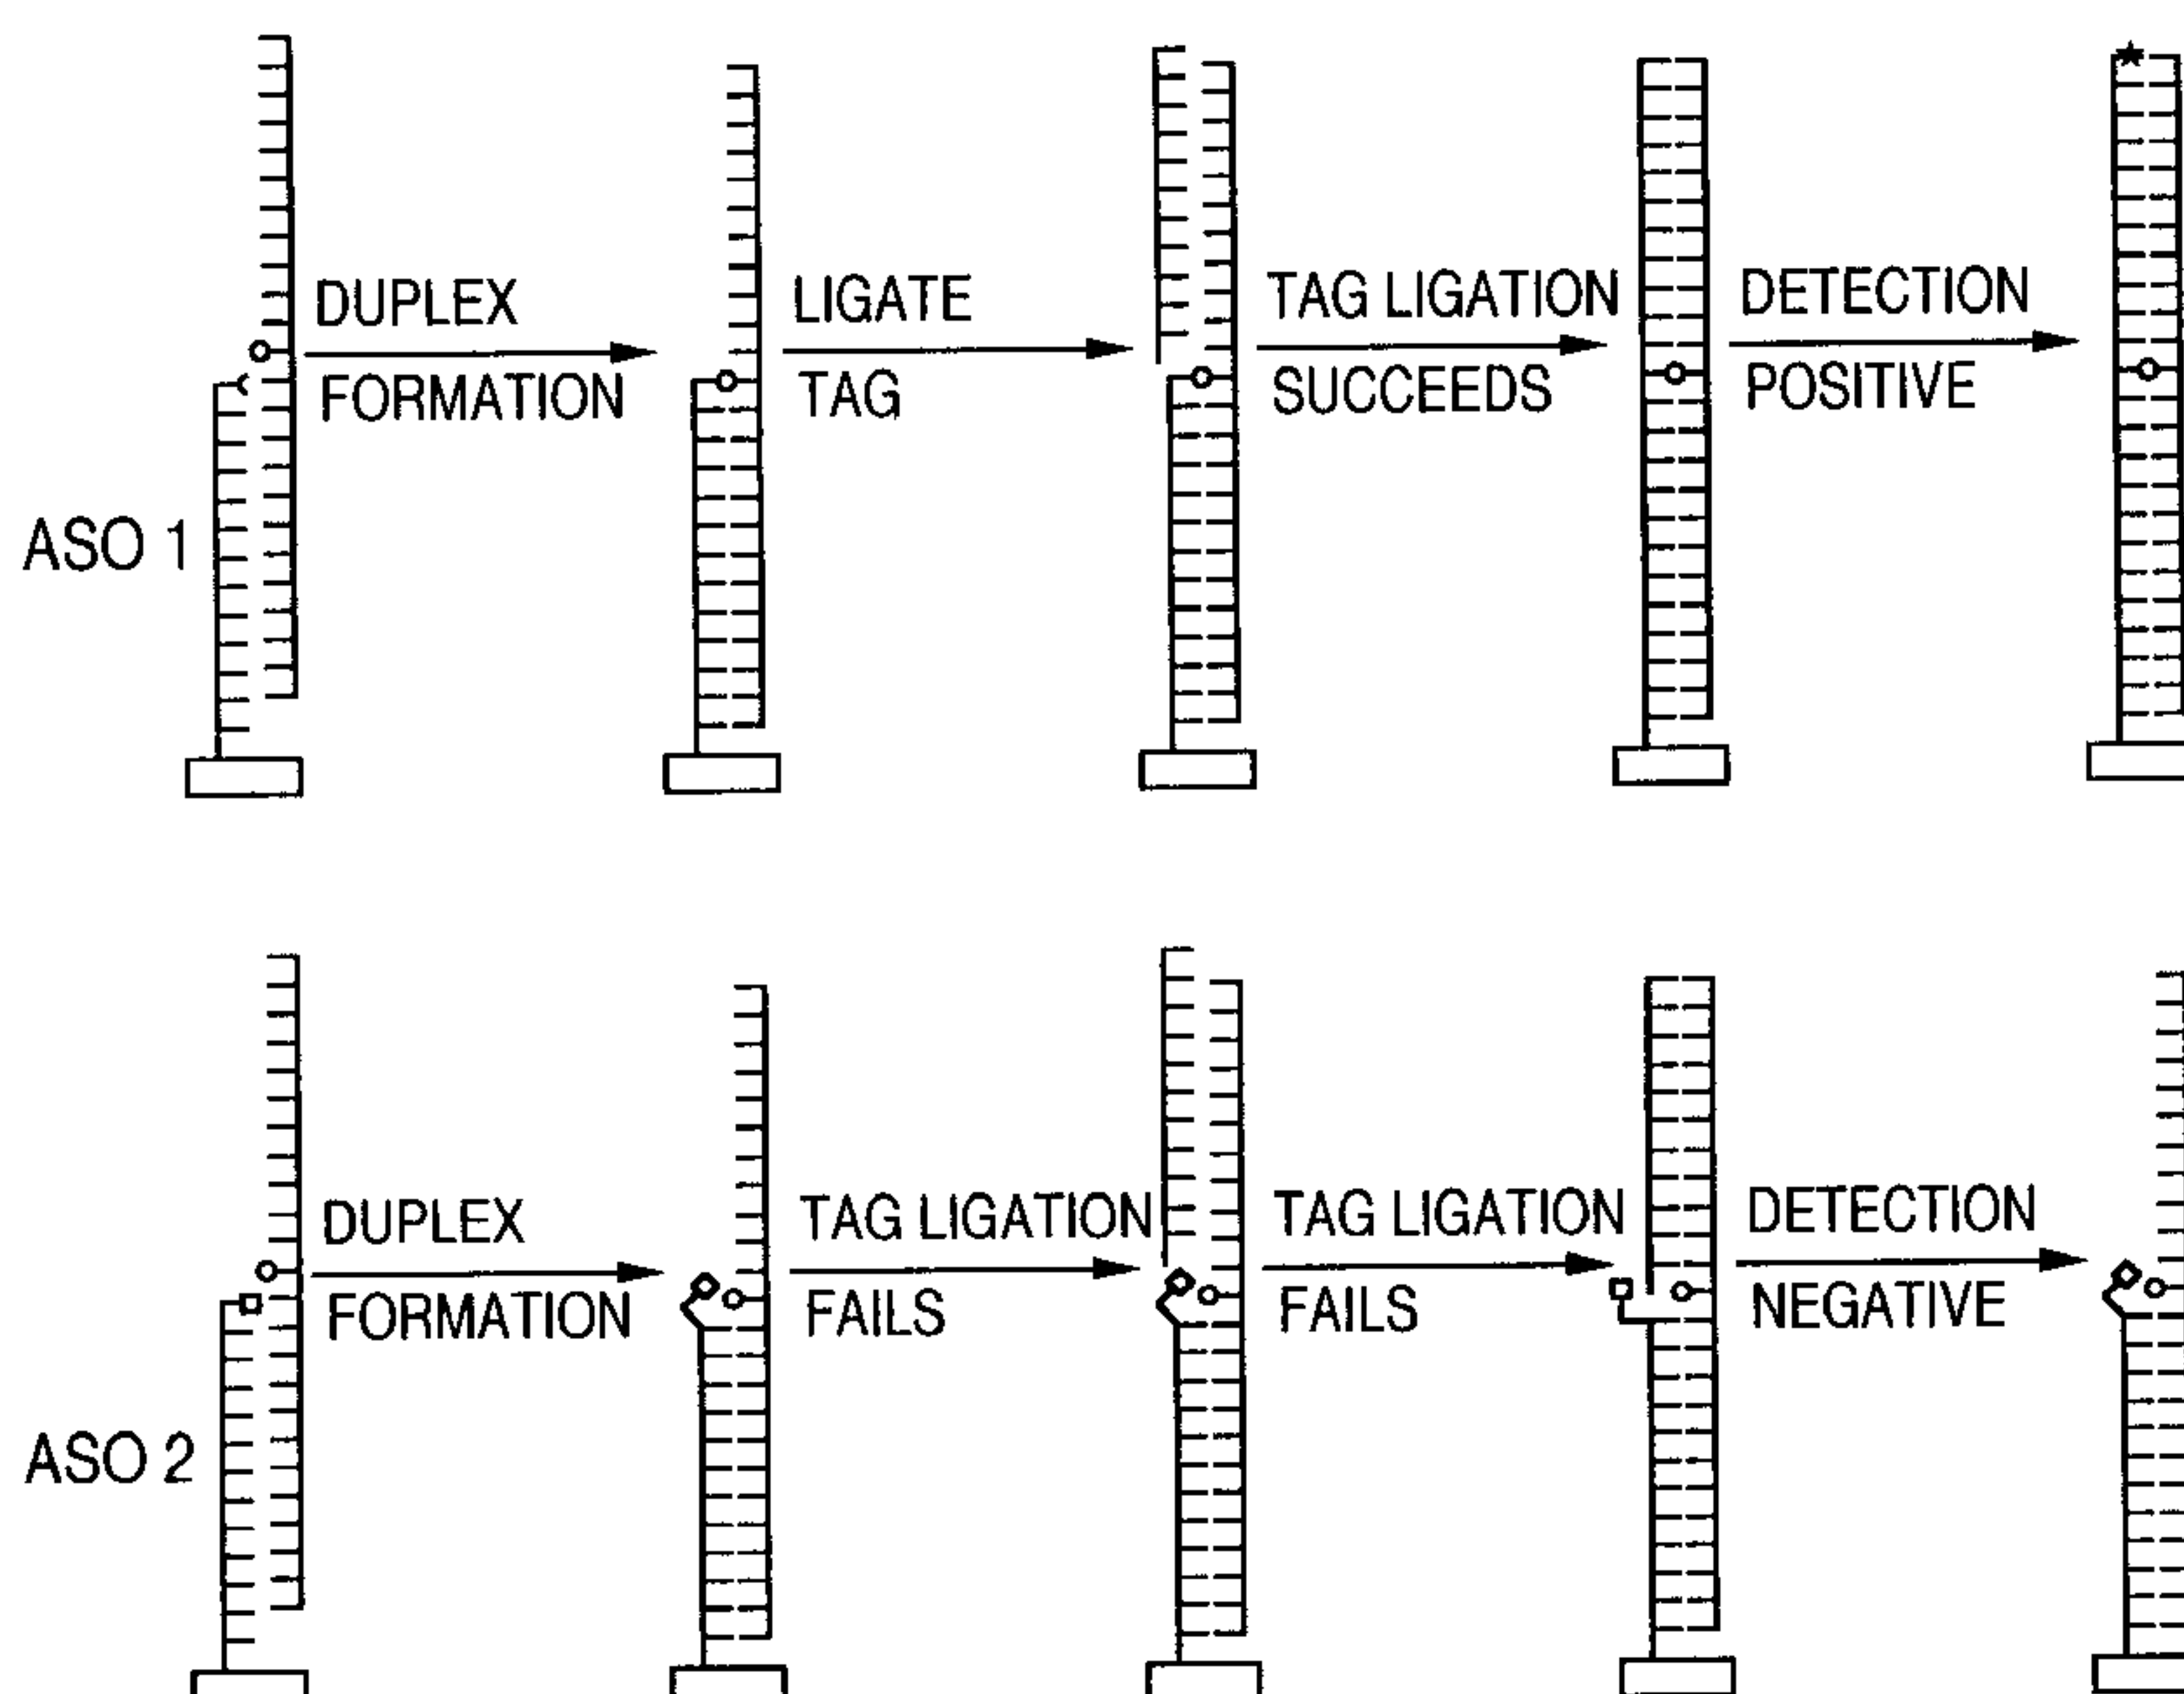 DUPLEX
FORMATION
LIGATE
TAG
TAG LIGATION
SUCCEEDS
DETECTION
POSITIVE
ASO 1
DUPLEX
FORMATION
TAG LIGATION
FAILS
TAG LIGATION
FAILS
DETECTION
NEGATIVE
ASO 2